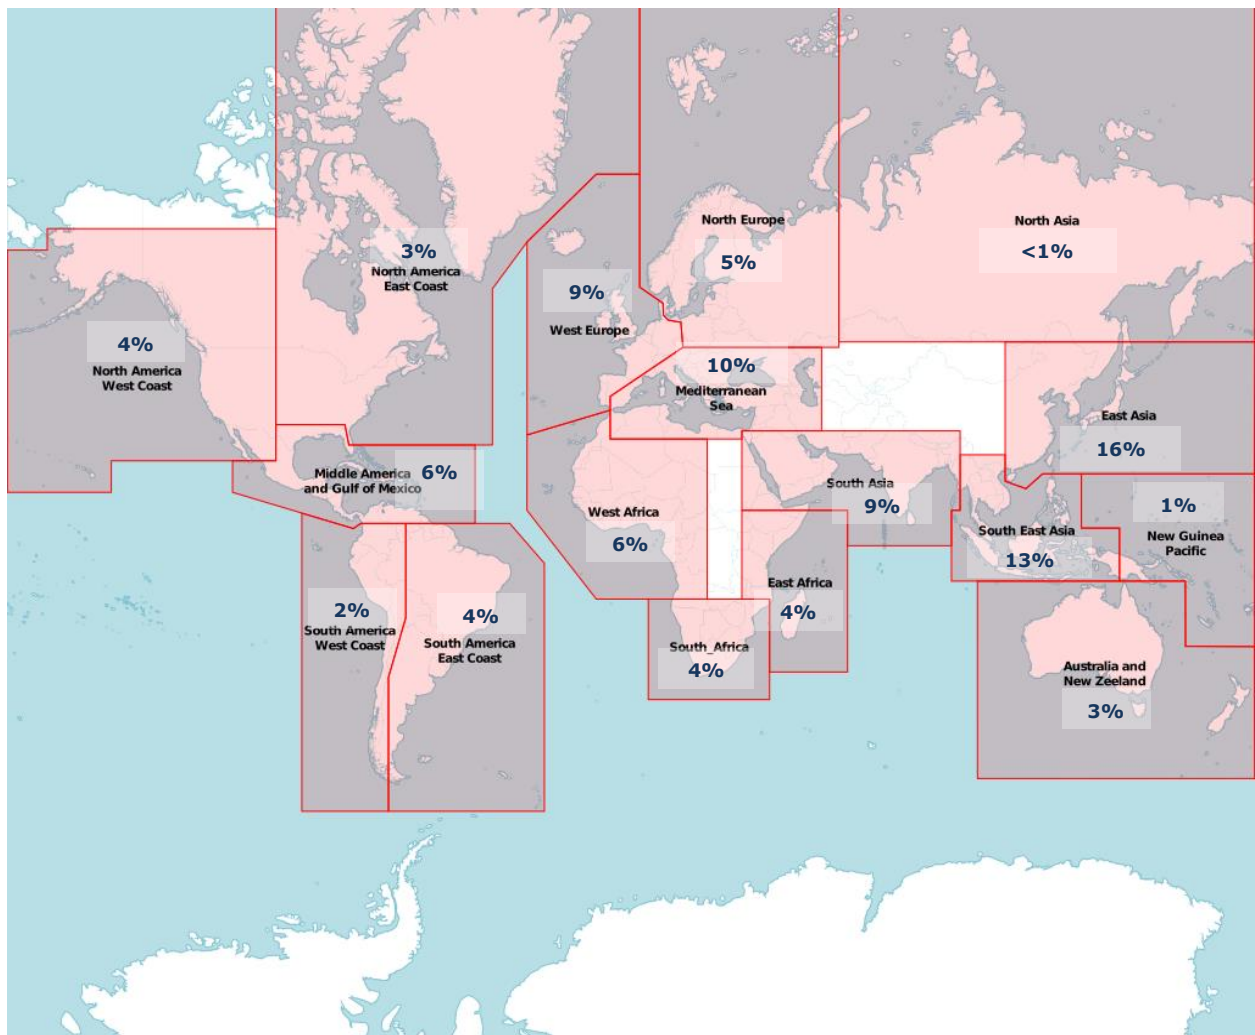 North Europe
5%
North Asia
<1%
3%
North America
East Coast
9%
West Europe
4%
North America
West Coast
10%
Mediterranean
Sea
East Asia
16%
Middle America
and Gulf of Mexico
6%
South Asia
9%
West Africa
6%
South East Asia
13%
1%
New Guinea
Pacific
East Africa
4%
2%
South America
West Coast
4%
South America
East Coast
South_Africa
4%
Australia and
New Zeeland
3%